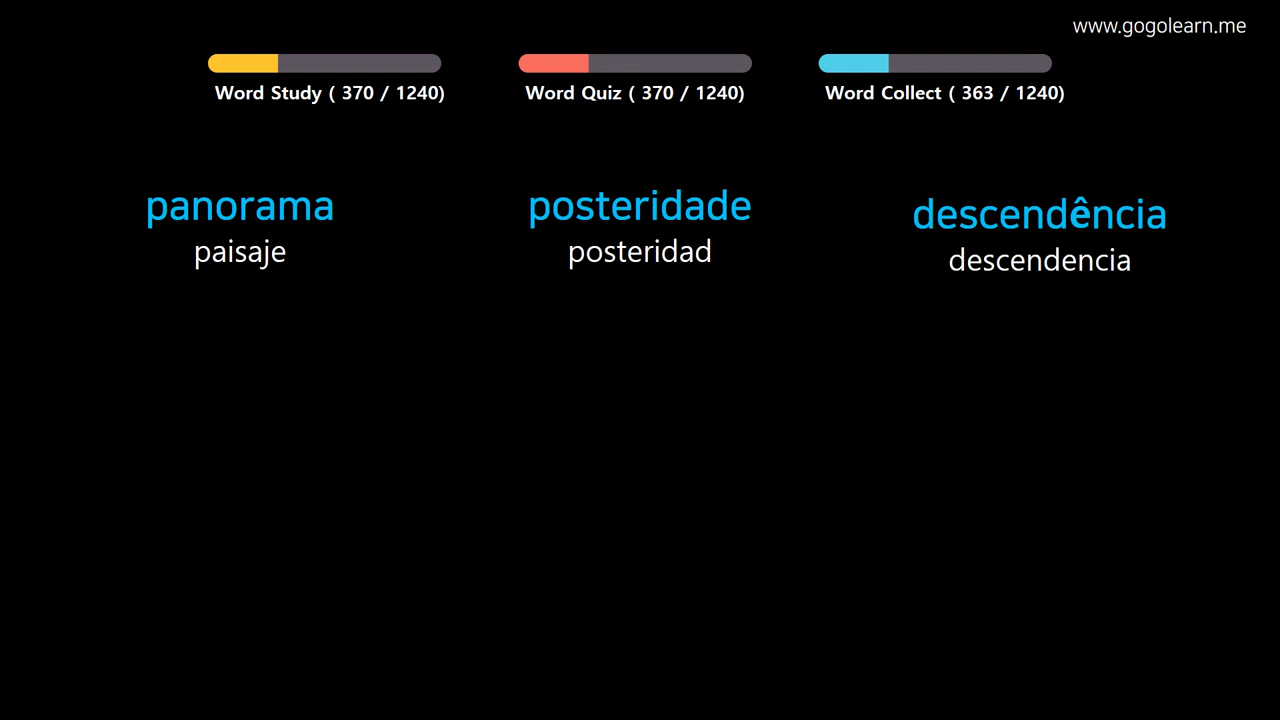 www.gogolearn.me
Word Study ( 370 / 1240)
Word Quiz ( 370 / 1240)
Word Collect ( 363 / 1240)
panorama
paisaje
posteridade
posteridad
descendência
descendencia